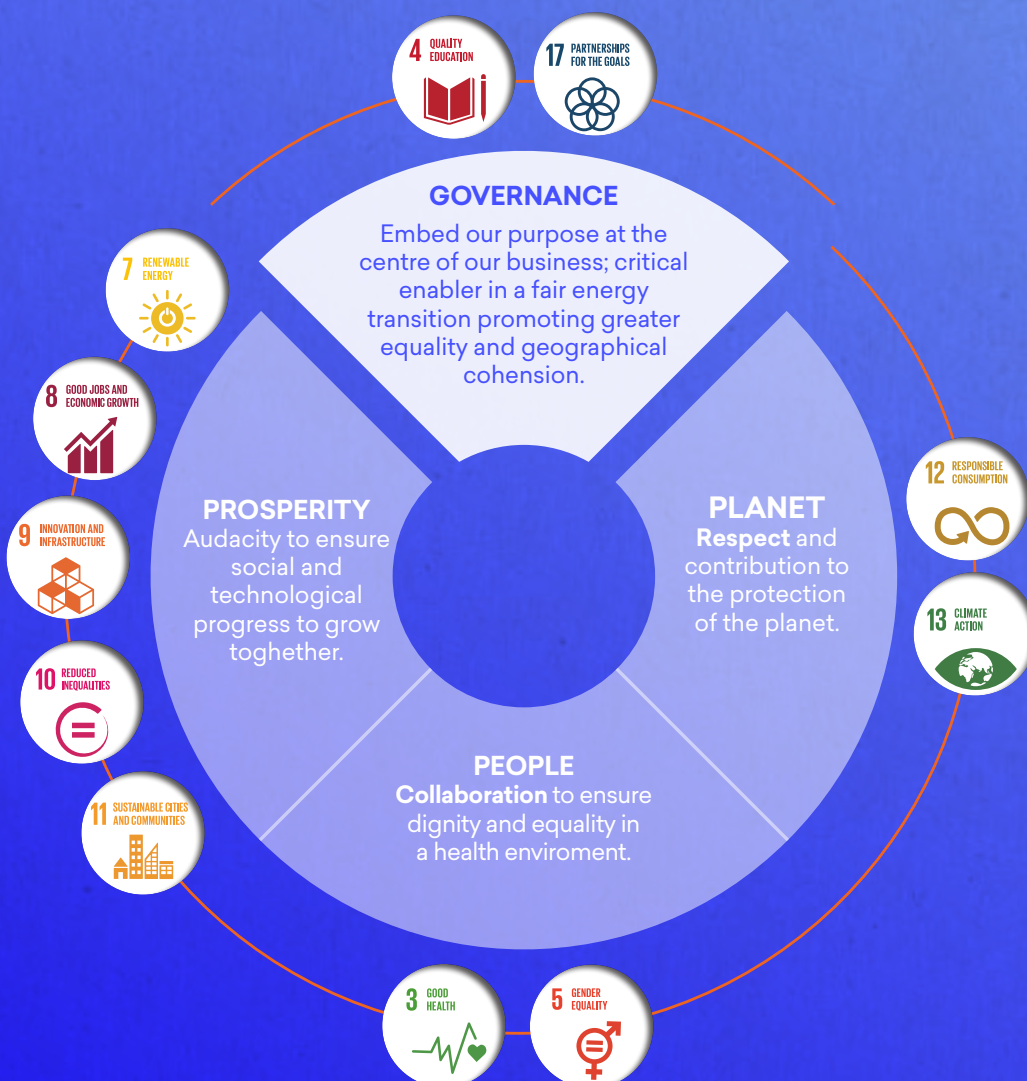 4 QUALITY
EDUCATION
17 PARTNERSHIPS
FOR THE GOALS
GOVERNANCE
Embed our purpose at the
centre of our business; critical
enabler in a fair energy
transition promoting greater
equality and geographical
cohension.
7 RENEWABLE
ENERGY
8 GOOD JOBS AND
ECONOMIC GROWTH
9 INNOVATION AND
INFRASTRUCTURE
10 REDUCED
INEQUALITIES
11 SUSTAINABLE CITIES
AND COMMUNITIES
PROSPERITY
Audacity to ensure
social and
technological
progress to grow
toghether.
PLANET
Respect and
contribution to
the protection
of the planet.
12 RESPONSIBLE
CONSUMPTION
13 CLIMATE
ACTION
PEOPLE
Collaboration to ensure
dignity and equality in
a health enviroment.
3 GOOD
HEALTH
5 GENDER
EQUALITY